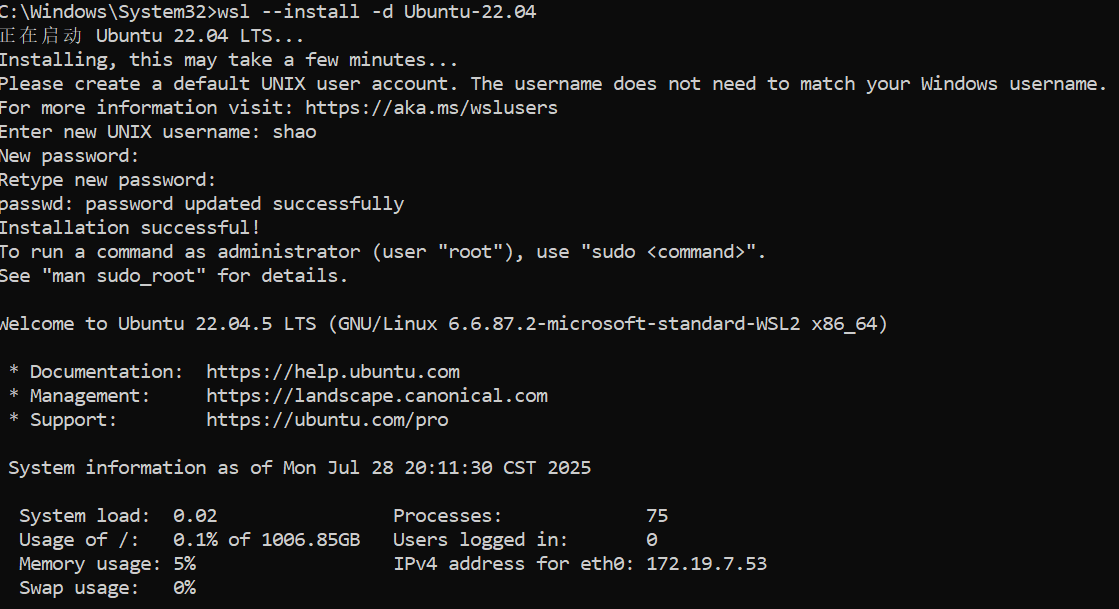 C:\Windows\System32>wsl --install -d Ubuntu-22.04
正在启动 Ubuntu 22.04 LTS...
Installing, this may take a few minutes...
Please create a default UNIX user account. The username does not need to match your Windows username.
For more information visit: https://aka.ms/wslusers
Enter new UNIX username: shao
New password:
Retype new password:
passwd: password updated successfully
Installation successful!
To run a command as administrator (user "root"), use "sudo <command>".
See "man sudo_root" for details.
Welcome to Ubuntu 22.04.5 LTS (GNU/Linux 6.6.87.2-microsoft-standard-WSL2 x86_64)
* Documentation:  https://help.ubuntu.com
* Management:     https://landscape.canonical.com
* Support:        https://ubuntu.com/pro
System information as of Mon Jul 28 20:11:30 CST 2025
System load:  0.02                Processes:             75
Usage of /:   0.1% of 1006.85GB   Users logged in:       0
Memory usage: 5%                  IPv4 address for eth0: 172.19.7.53
Swap usage:   0%